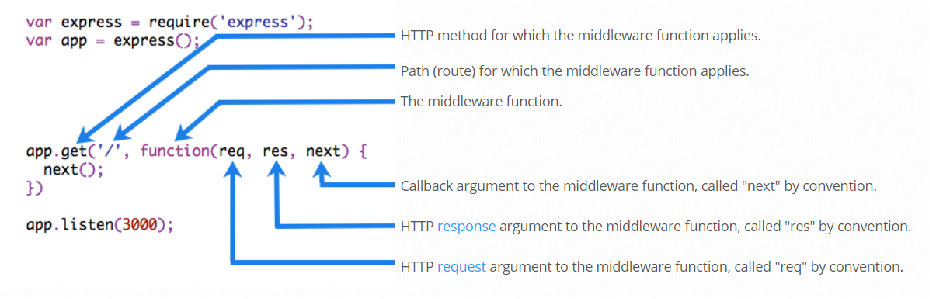 var express = require('express');
var app = express();
HTTP method for which the middleware function applies.
Path (route) for which the middleware function applies.
The middleware function.
app.get('/', function(req, res, next) {
next();
})
Callback argument to the middleware function, called "next" by convention.
app.listen(3000);
HTTP response argument to the middleware function, called "res" by convention.
HTTP request argument to the middleware function, called "req" by convention.